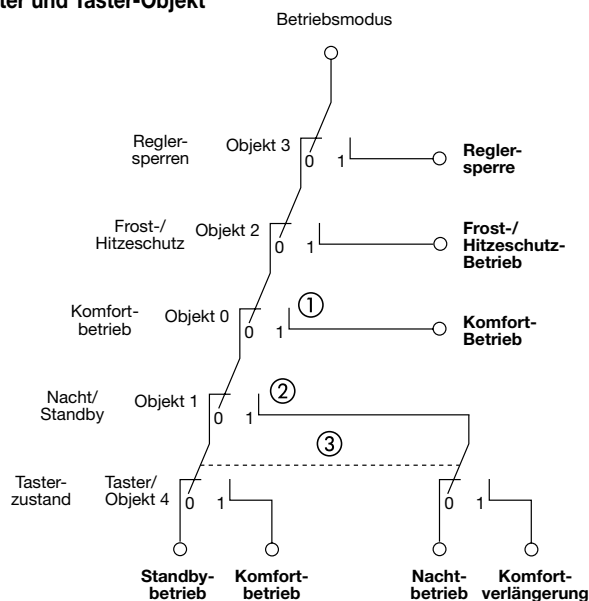 ter und Taster-Objekt
Betriebsmodus
Regler-
sperren
Objekt 3
0
1
Regler-
sperre
Frost-/
Hitzeschutz
Objekt 2
0
1
Frost-/
Hitzeschutz-
Betrieb
Komfort-
betrieb
Objekt 0
0
1
①
Komfort-
Betrieb
Nacht/
Standby
Objekt 1
0
1
②
③
Taster-
zustand
Taster/
Objekt 4
0
1
0
1
Standby-
betrieb
Komfort-
betrieb
Nacht-
betrieb
Komfort-
verlängerung